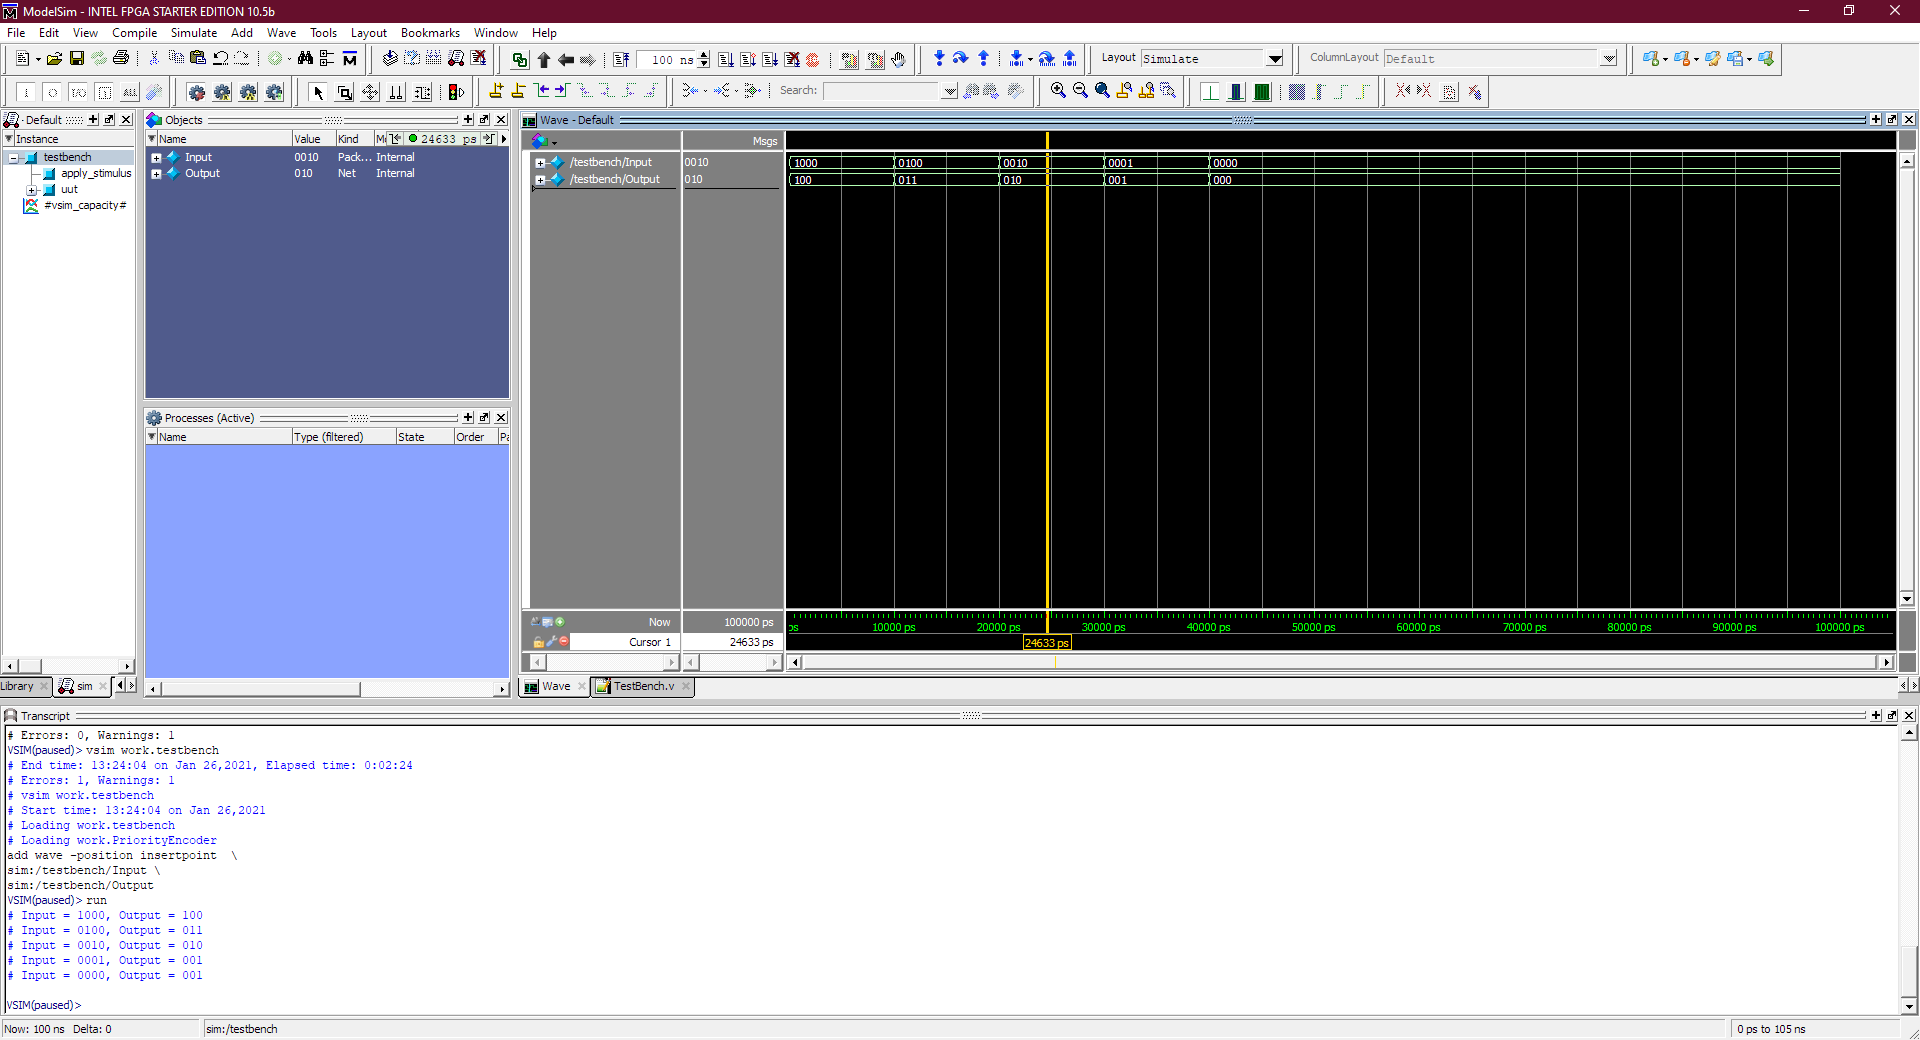 ModelSim - INTEL FPGA STARTER EDITION 10.5b
File Edit View Compile Simulate Add Wave Tools Layout Bookmarks Window Help
100 ns
Layout Simulate
ColumnLayout Default
ALL
Search:
Default
Instance
testbench
apply_stimulus
uut
#vsim_capacity#
Library
sim
Objects
Name Value Kind Mo 24633 ps
Input 0010 Pack... Internal
Output 010 Net Internal
Processes (Active)
Name Type (filtered) State Order Pa
Wave - Default
Msgs
/testbench/Input 0010 1000 0100 0010 0001 0000
/testbench/Output 010 100 011 010 001 000
Now 100000 ps ps 10000 ps 20000 ps 30000 ps 40000 ps 50000 ps 60000 ps 70000 ps 80000 ps 90000 ps 100000 ps
Cursor 1 24633 ps 24633 ps
Wave TestBench.v
Transcript
# Errors: 0, Warnings: 1
VSIM(paused)> vsim work.testbench
# End time: 13:24:04 on Jan 26,2021, Elapsed time: 0:02:24
# Errors: 1, Warnings: 1
# vsim work.testbench
# Start time: 13:24:04 on Jan 26,2021
# Loading work.testbench
# Loading work.PriorityEncoder
add wave -position insertpoint \
sim:/testbench/Input \
sim:/testbench/Output
VSIM(paused)> run
# Input = 1000, Output = 100
# Input = 0100, Output = 011
# Input = 0010, Output = 010
# Input = 0001, Output = 001
# Input = 0000, Output = 001
VSIM(paused)>
Now: 100 ns Delta: 0 sim:/testbench 0 ps to 105 ns